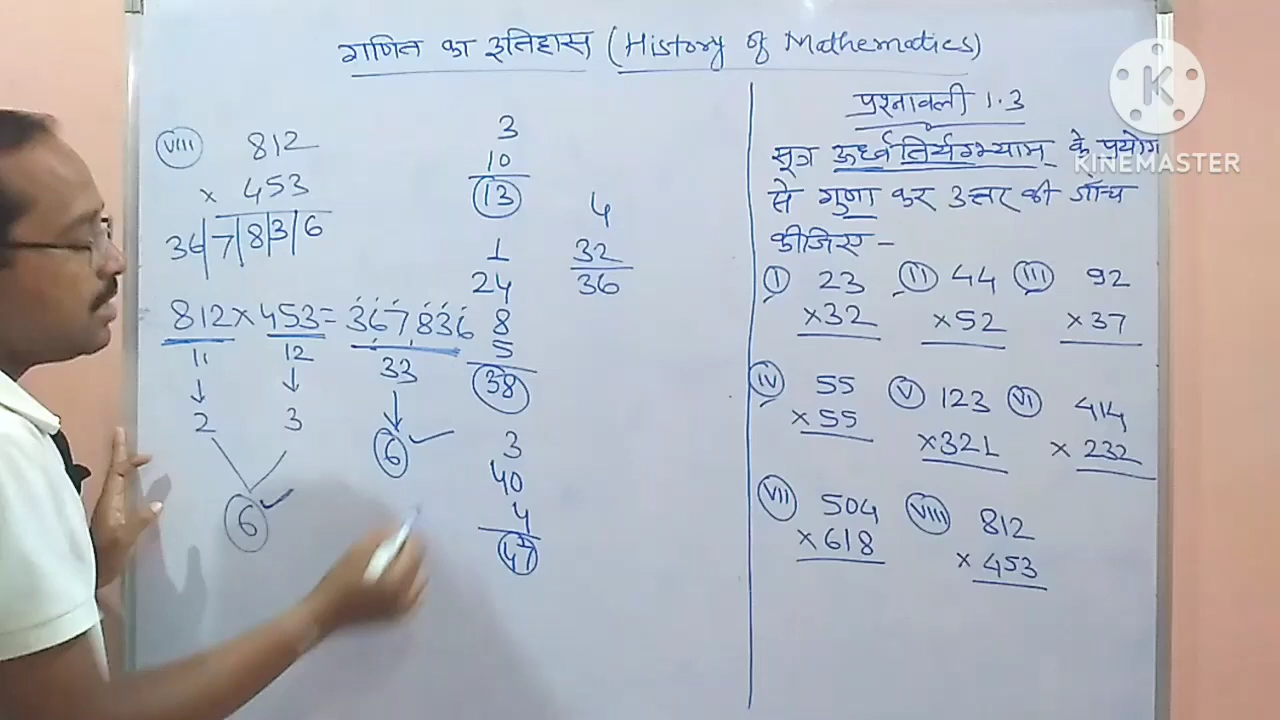 गणित का इतिहास (History of Mathematics)
VIII 812
× 453
36|7|8|3|6
812×453=367836
11 12 33
2 3 6
6
3
10
13
1
24
8
5
38
3
40
4
47
4
32
36
प्रश्नावली 1.3
सूत्र ऊर्ध्वतिर्यग्भ्याम् के प्रयोग
से गुणा कर उत्तर की जाँच
कीजिए -
I 23 II 44 III 92
×32 ×52 ×37
IV 55 V 123 VI 414
×55 ×321 × 232
VII 504 VIII 812
×618 × 453
K
KINEMASTER